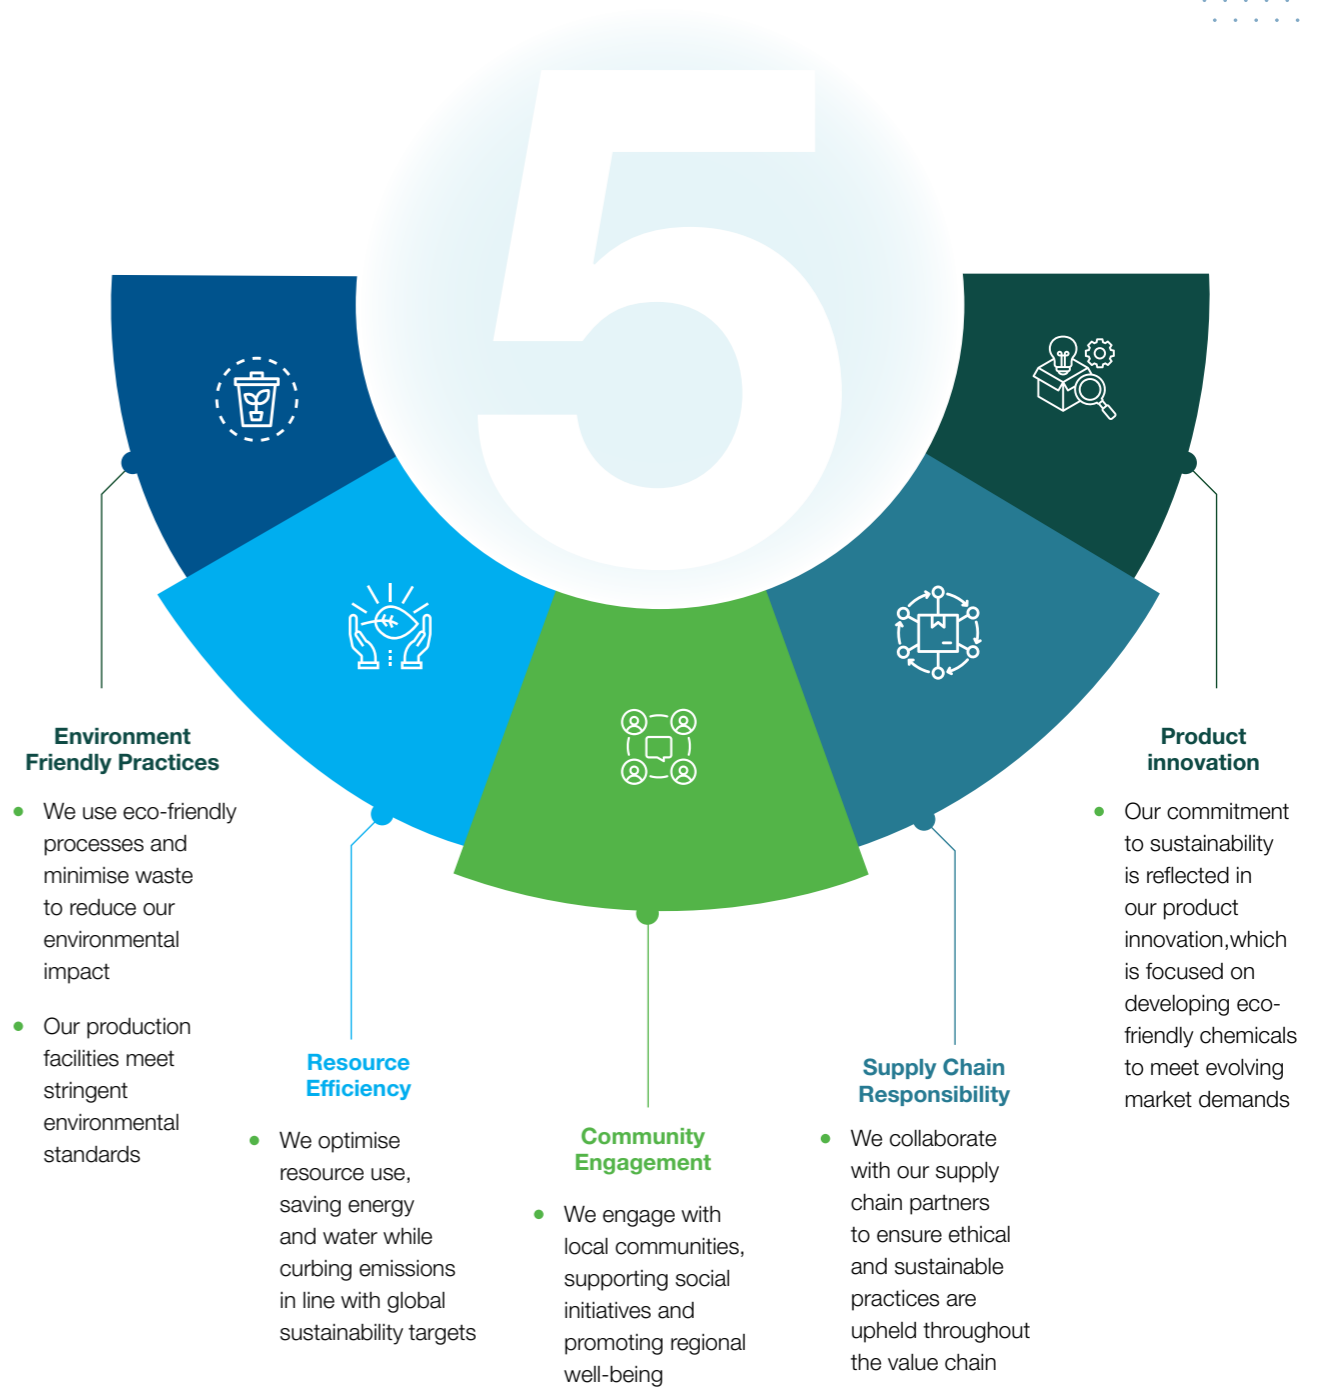 5
Environment
Friendly Practices
• We use eco-friendly
processes and
minimise waste
to reduce our
environmental
impact
• Our production
facilities meet
stringent
environmental
standards
Resource
Efficiency
• We optimise
resource use,
saving energy
and water while
curbing emissions
in line with global
sustainability targets
Community
Engagement
• We engage with
local communities,
supporting social
initiatives and
promoting regional
well-being
Supply Chain
Responsibility
• We collaborate
with our supply
chain partners
to ensure ethical
and sustainable
practices are
upheld throughout
the value chain
Product
innovation
• Our commitment
to sustainability
is reflected in
our product
innovation,which
is focused on
developing eco-
friendly chemicals
to meet evolving
market demands